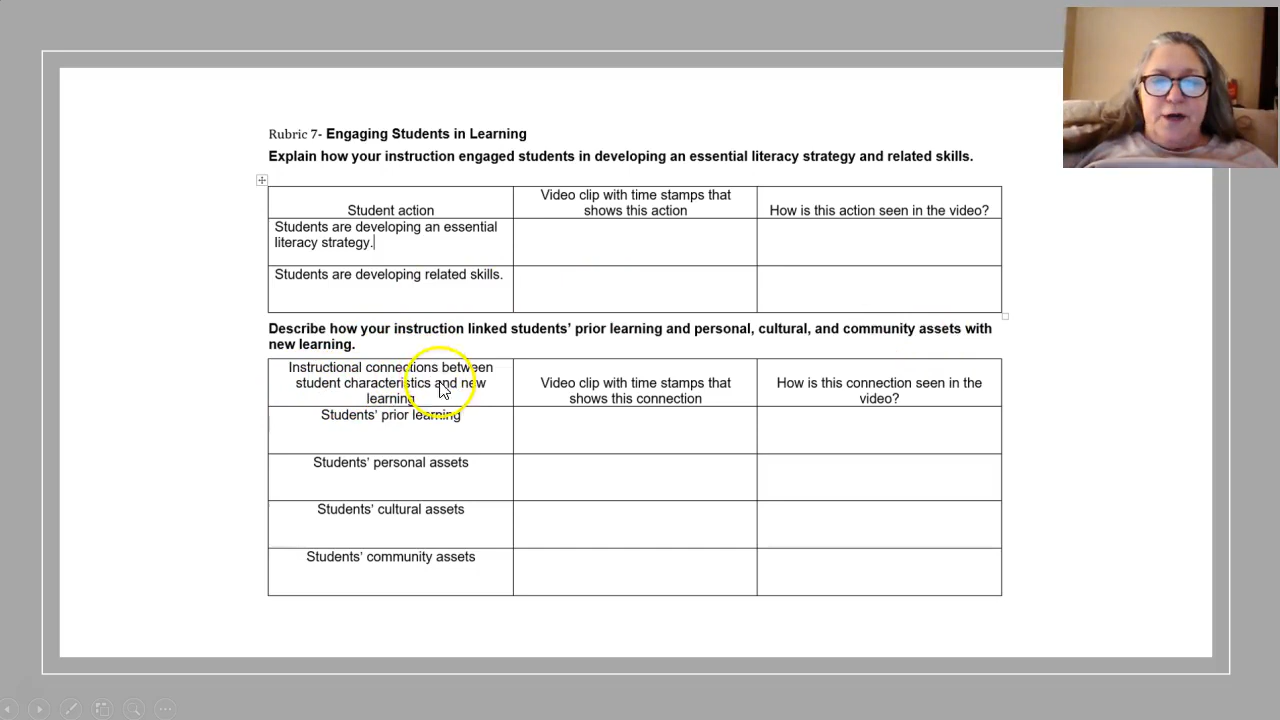 Rubric 7- Engaging Students in Learning
Explain how your instruction engaged students in developing an essential literacy strategy and related skills.
Student action
Video clip with time stamps that
shows this action
How is this action seen in the video?
Students are developing an essential
literacy strategy.
Students are developing related skills.
Describe how your instruction linked students’ prior learning and personal, cultural, and community assets with
new learning.
Instructional connections between
student characteristics and new
learning
Video clip with time stamps that
shows this connection
How is this connection seen in the
video?
Students’ prior learning
Students’ personal assets
Students’ cultural assets
Students’ community assets